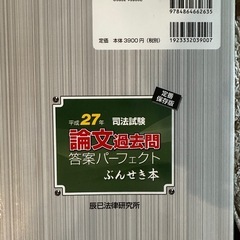 9784864662635
定価 本体3900円(税別)
1923332039007
定番
保存版
平成27年 司法試験
論文過去問
答案パーフェクト
ぶんせき本
辰已法律研究所